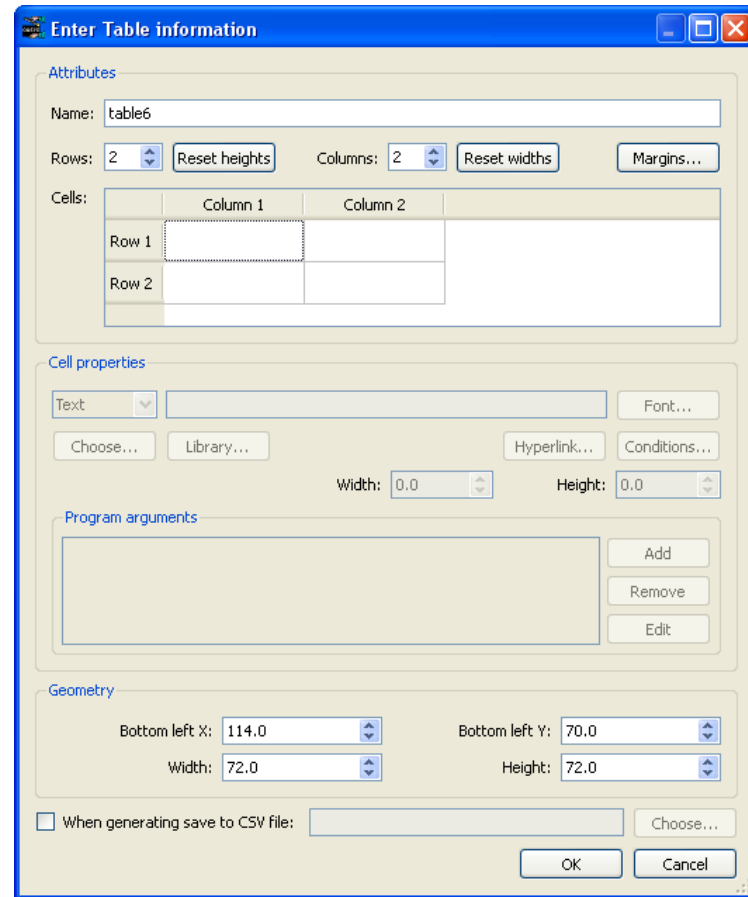 Enter Table information
Attributes
Name: table6
Rows: 2 Reset heights Columns: 2 Reset widths Margins...
Cells: Column 1 Column 2
Row 1
Row 2
Cell properties
Text Font...
Choose... Library... Hyperlink... Conditions...
Width: 0.0 Height: 0.0
Program arguments
Add
Remove
Edit
Geometry
Bottom left X: 114.0 Bottom left Y: 70.0
Width: 72.0 Height: 72.0
When generating save to CSV file: Choose...
OK Cancel